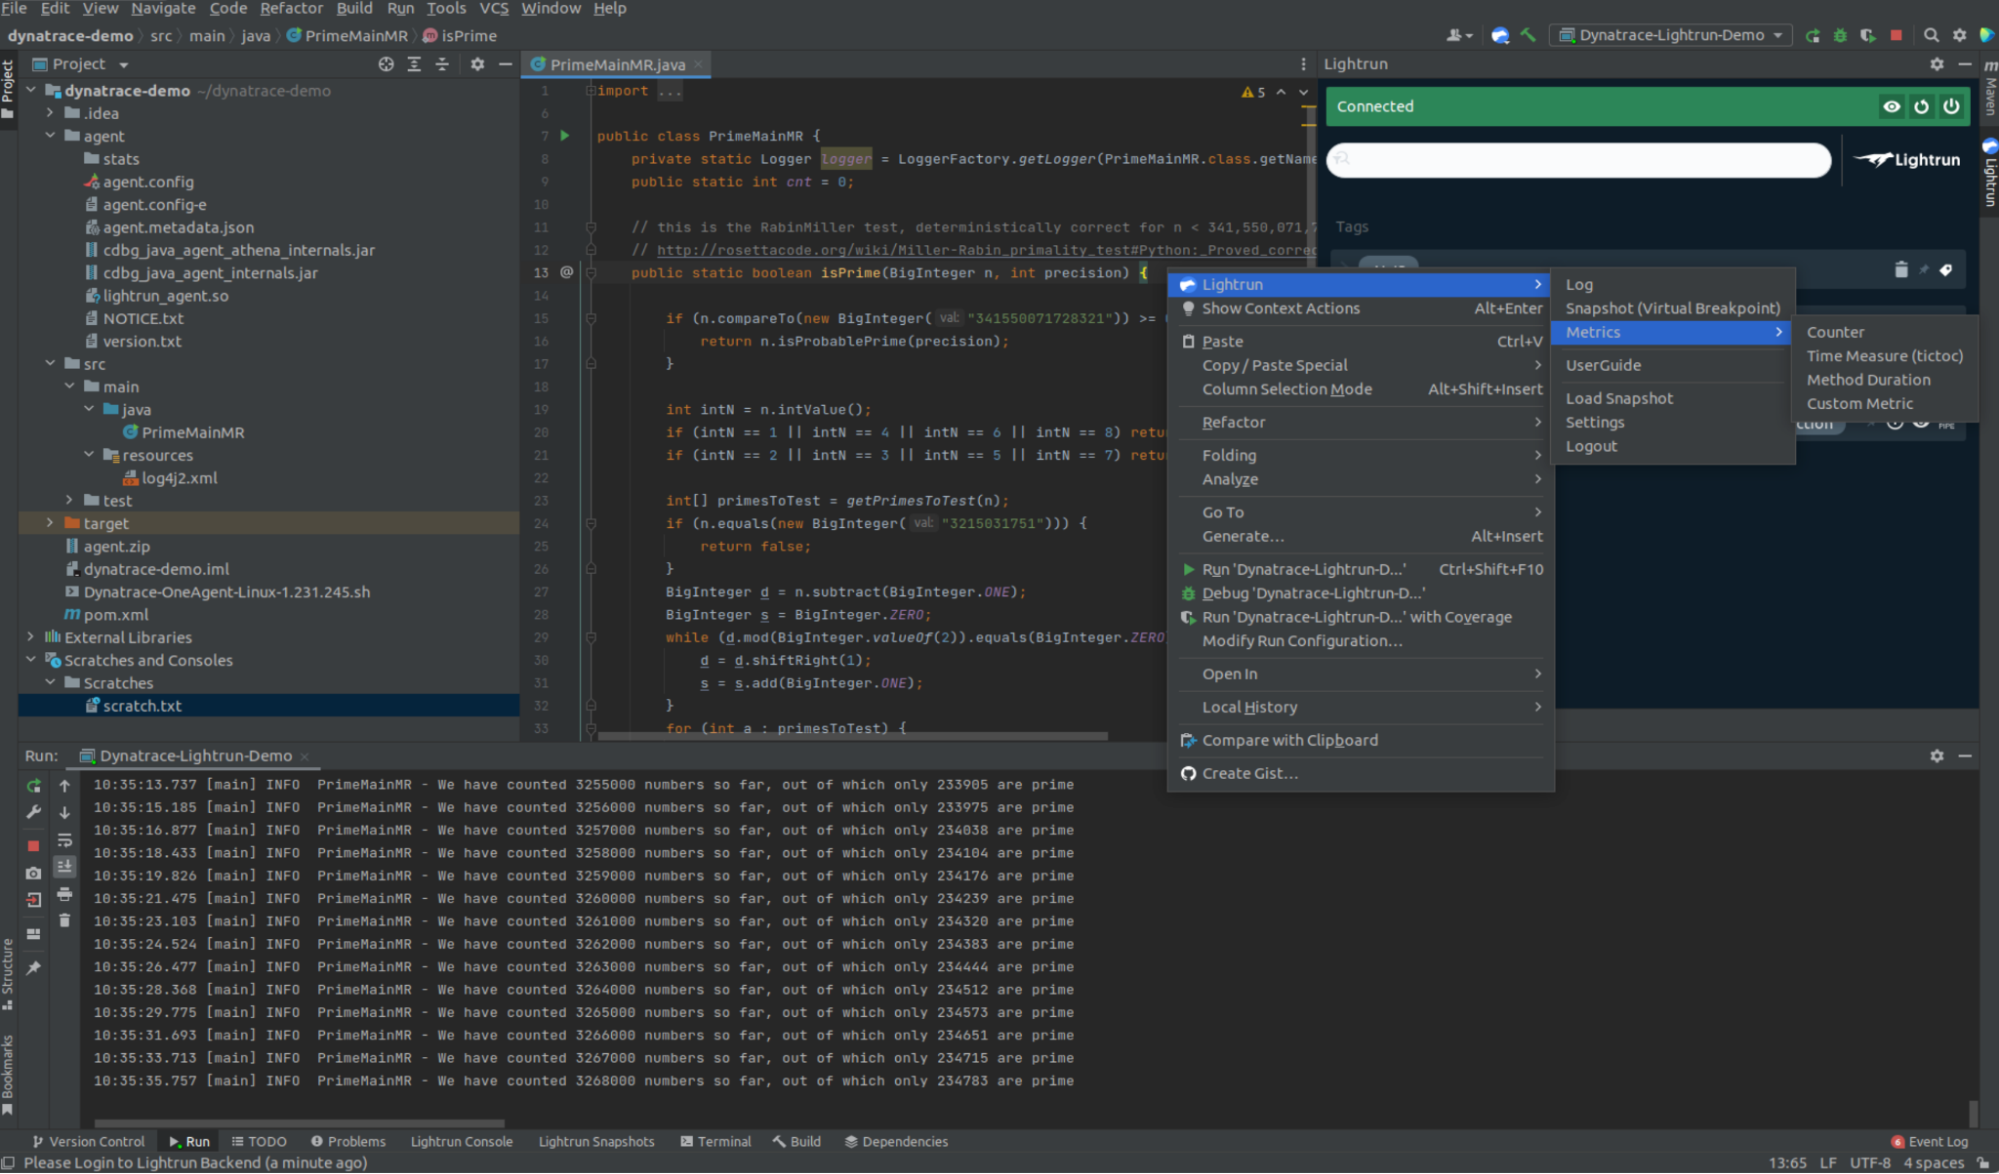 File Edit View Navigate Code Refactor Build Run Tools VCS Window Help
dynatrace-demo src main java PrimeMainMR isPrime
Dynatrace-Lightrun-Demo
Project
Project
dynatrace-demo ~/dynatrace-demo
.idea
agent
stats
agent.config
agent.config-e
agent.metadata.json
cdbg_java_agent_athena_internals.jar
cdbg_java_agent_internals.jar
lightrun_agent.so
NOTICE.txt
version.txt
src
main
java
PrimeMainMR
resources
log4j2.xml
test
target
agent.zip
dynatrace-demo.iml
Dynatrace-OneAgent-Linux-1.231.245.sh
pom.xml
External Libraries
Scratches and Consoles
Scratches
scratch.txt
PrimeMainMR.java
5
1 import ...
6
7 public class PrimeMainMR {
8 private static Logger logger = LoggerFactory.getLogger(PrimeMainMR.class.getName
9 public static int cnt = 0;
10
11 // this is the RabinMiller test, deterministically correct for n < 341,550,071,7
12 // http://rosettacode.org/wiki/Miller-Rabin_primality_test#Python:_Proved_correc
13 @ public static boolean isPrime(BigInteger n, int precision) {
14
15 if (n.compareTo(new BigInteger( val: "341550071728321")) >=
16 return n.isProbablePrime(precision);
17 }
18
19 int intN = n.intValue();
20 if (intN == 1 || intN == 4 || intN == 6 || intN == 8) retu
21 if (intN == 2 || intN == 3 || intN == 5 || intN == 7) retu
22
23 int[] primesToTest = getPrimesToTest(n);
24 if (n.equals(new BigInteger( val: "3215031751"))) {
25 return false;
26 }
27 BigInteger d = n.subtract(BigInteger.ONE);
28 BigInteger s = BigInteger.ZERO;
29 while (d.mod(BigInteger.valueOf(2)).equals(BigInteger.ZERO
30 d = d.shiftRight(1);
31 s = s.add(BigInteger.ONE);
32 }
33 for (int a : primesToTest) {
Lightrun
Connected
Lightrun
Tags
ction
m Maven
Lightrun
Lightrun
Show Context Actions Alt+Enter
Paste Ctrl+V
Copy / Paste Special
Column Selection Mode Alt+Shift+Insert
Refactor
Folding
Analyze
Go To
Generate... Alt+Insert
Run 'Dynatrace-Lightrun-D...' Ctrl+Shift+F10
Debug 'Dynatrace-Lightrun-D...'
Run 'Dynatrace-Lightrun-D...' with Coverage
Modify Run Configuration...
Open In
Local History
Compare with Clipboard
Create Gist...
Log
Snapshot (Virtual Breakpoint)
Metrics
UserGuide
Load Snapshot
Settings
Logout
Counter
Time Measure (tictoc)
Method Duration
Custom Metric
Run: Dynatrace-Lightrun-Demo
10:35:13.737 [main] INFO PrimeMainMR - We have counted 3255000 numbers so far, out of which only 233905 are prime
10:35:15.185 [main] INFO PrimeMainMR - We have counted 3256000 numbers so far, out of which only 233975 are prime
10:35:16.877 [main] INFO PrimeMainMR - We have counted 3257000 numbers so far, out of which only 234038 are prime
10:35:18.433 [main] INFO PrimeMainMR - We have counted 3258000 numbers so far, out of which only 234104 are prime
10:35:19.826 [main] INFO PrimeMainMR - We have counted 3259000 numbers so far, out of which only 234176 are prime
10:35:21.475 [main] INFO PrimeMainMR - We have counted 3260000 numbers so far, out of which only 234239 are prime
10:35:23.103 [main] INFO PrimeMainMR - We have counted 3261000 numbers so far, out of which only 234320 are prime
10:35:24.524 [main] INFO PrimeMainMR - We have counted 3262000 numbers so far, out of which only 234383 are prime
10:35:26.477 [main] INFO PrimeMainMR - We have counted 3263000 numbers so far, out of which only 234444 are prime
10:35:28.368 [main] INFO PrimeMainMR - We have counted 3264000 numbers so far, out of which only 234512 are prime
10:35:29.775 [main] INFO PrimeMainMR - We have counted 3265000 numbers so far, out of which only 234573 are prime
10:35:31.693 [main] INFO PrimeMainMR - We have counted 3266000 numbers so far, out of which only 234651 are prime
10:35:33.713 [main] INFO PrimeMainMR - We have counted 3267000 numbers so far, out of which only 234715 are prime
10:35:35.757 [main] INFO PrimeMainMR - We have counted 3268000 numbers so far, out of which only 234783 are prime
Structure
Bookmarks
Version Control Run TODO Problems Lightrun Console Lightrun Snapshots Terminal Build Dependencies 6 Event Log
Please Login to Lightrun Backend (a minute ago) 13:65 LF UTF-8 4 spaces